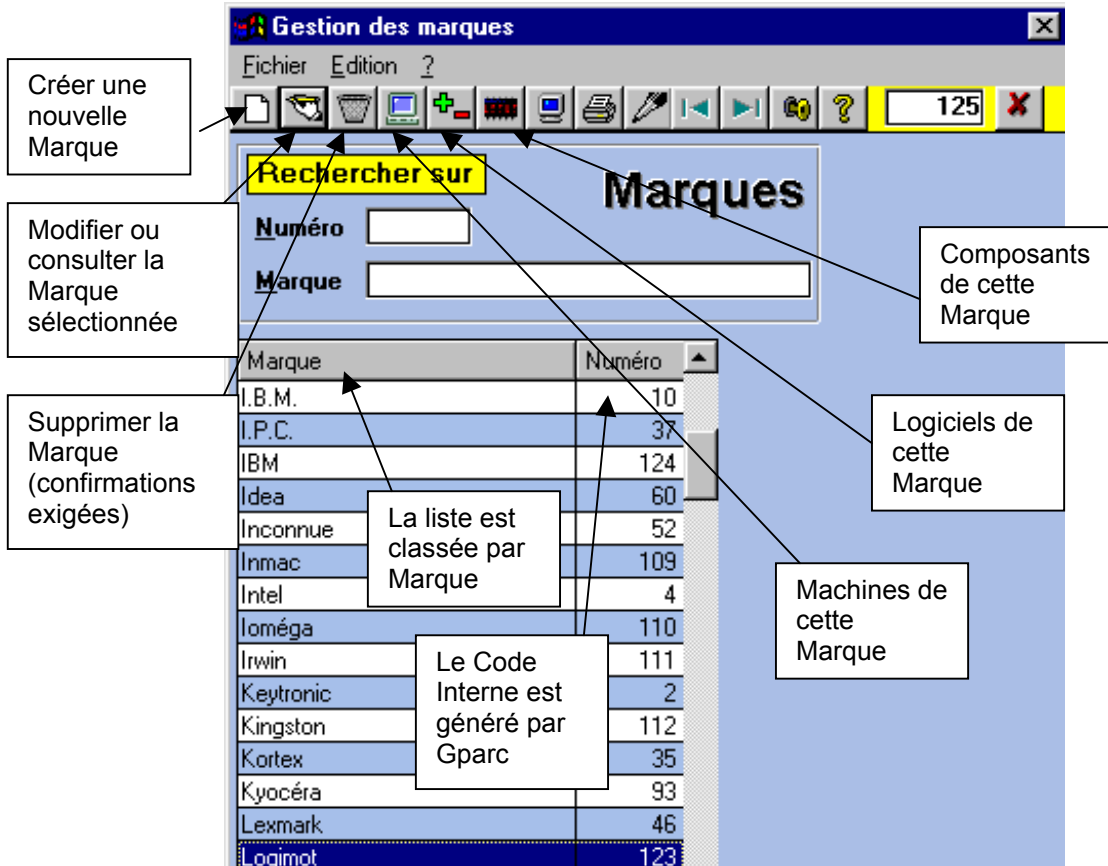 Gestion des marques
Fichier Edition ?
125
Créer une
nouvelle
Marque
Rechercher sur
Marques
Numéro
Marque
Modifier ou
consulter la
Marque
sélectionnée
Composants
de cette
Marque
Marque Numéro
I.B.M. 10
I.P.C. 37
IBM 124
Idea 60
Inconnue 52
Inmac 109
Intel 4
Ioméga 110
Irwin 111
Keytronic 2
Kingston 112
Kortex 35
Kyocéra 93
Lexmark 46
Logimot 123
Supprimer la
Marque
(confirmations
exigées)
La liste est
classée par
Marque
Logiciels de
cette
Marque
Machines de
cette
Marque
Le Code
Interne est
généré par
Gparc